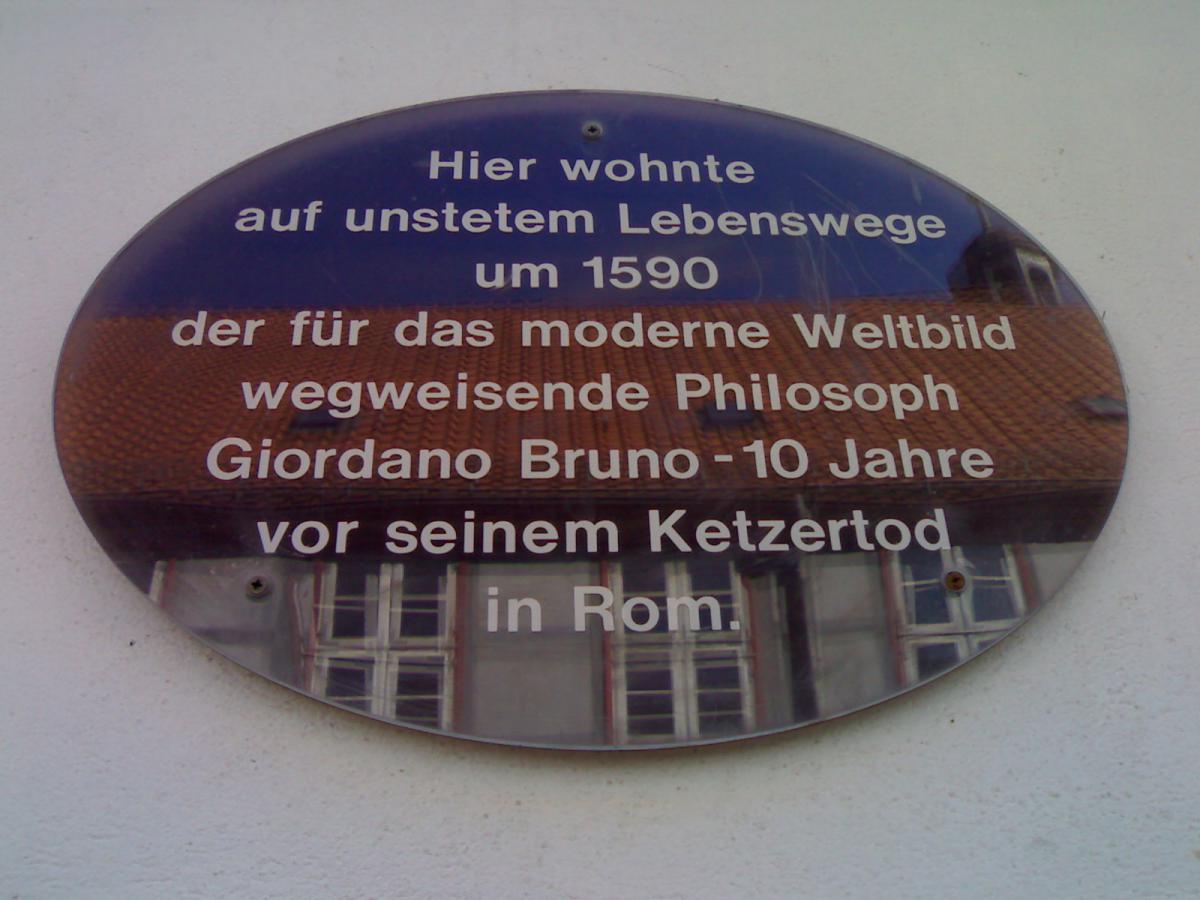 Hier wohnte
auf unstetem Lebenswege
um 1590
der für das moderne Weltbild
wegweisende Philosoph
Giordano Bruno - 10 Jahre
vor seinem Ketzertod
in Rom.